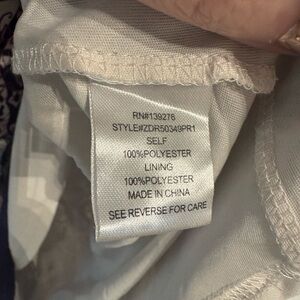 RN#139276
STYLE#ZDR50349PR1
SELF
100%POLYESTER
LINING
100%POLYESTER
MADE IN CHINA
SEE REVERSE FOR CARE